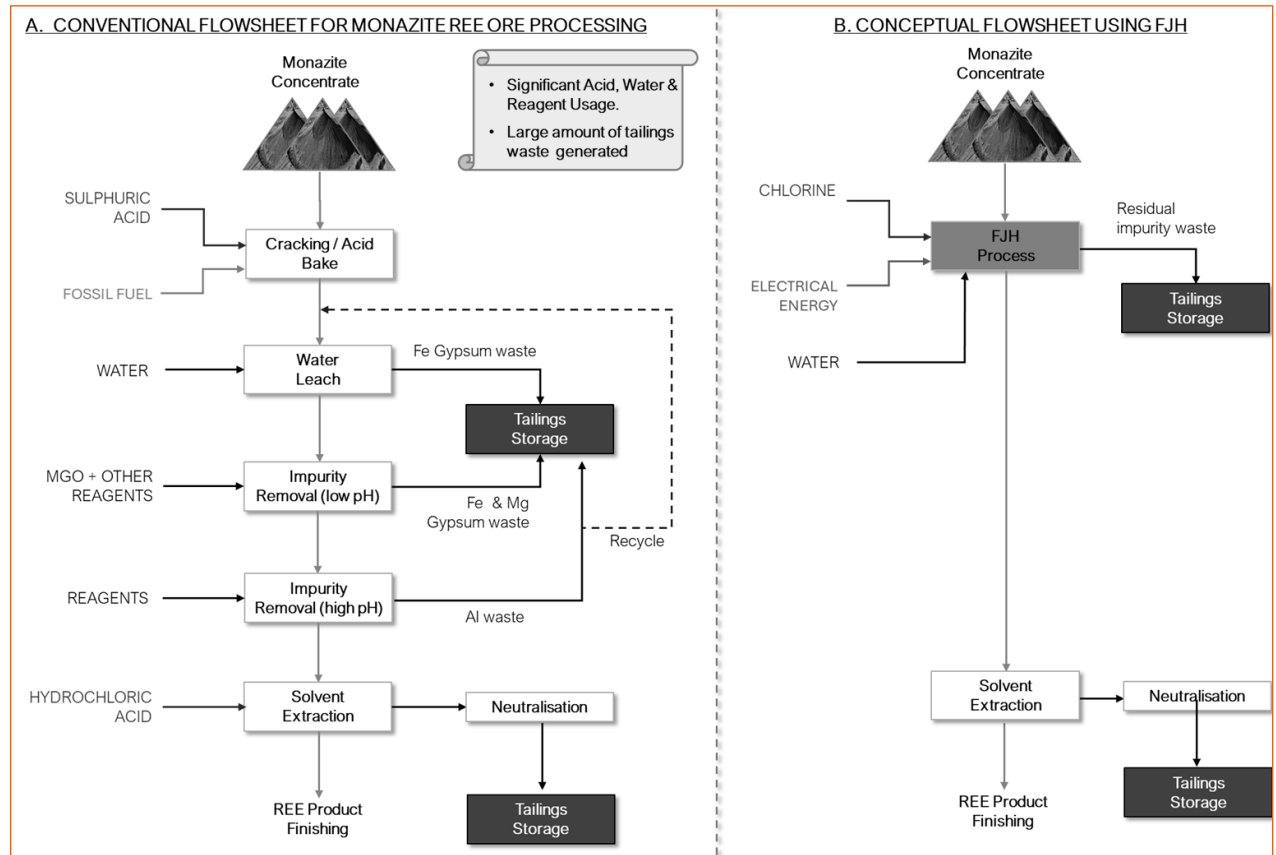 A. CONVENTIONAL FLOWSHEET FOR MONAZITE REE ORE PROCESSING
Monazite
Concentrate
• Significant Acid, Water &
Reagent Usage.
• Large amount of tailings
waste generated
SULPHURIC
ACID
Cracking / Acid
Bake
FOSSIL FUEL
WATER
Water
Leach
Fe Gypsum waste
Tailings
Storage
MGO + OTHER
REAGENTS
Impurity
Removal (low pH)
Fe & Mg
Gypsum waste
Recycle
REAGENTS
Impurity
Removal (high pH)
Al waste
HYDROCHLORIC
ACID
Solvent
Extraction
Neutralisation
REE Product
Finishing
Tailings
Storage
B. CONCEPTUAL FLOWSHEET USING FJH
Monazite
Concentrate
CHLORINE
FJH
Process
Residual
impurity waste
ELECTRICAL
ENERGY
Tailings
Storage
WATER
Solvent
Extraction
Neutralisation
REE Product
Finishing
Tailings
Storage